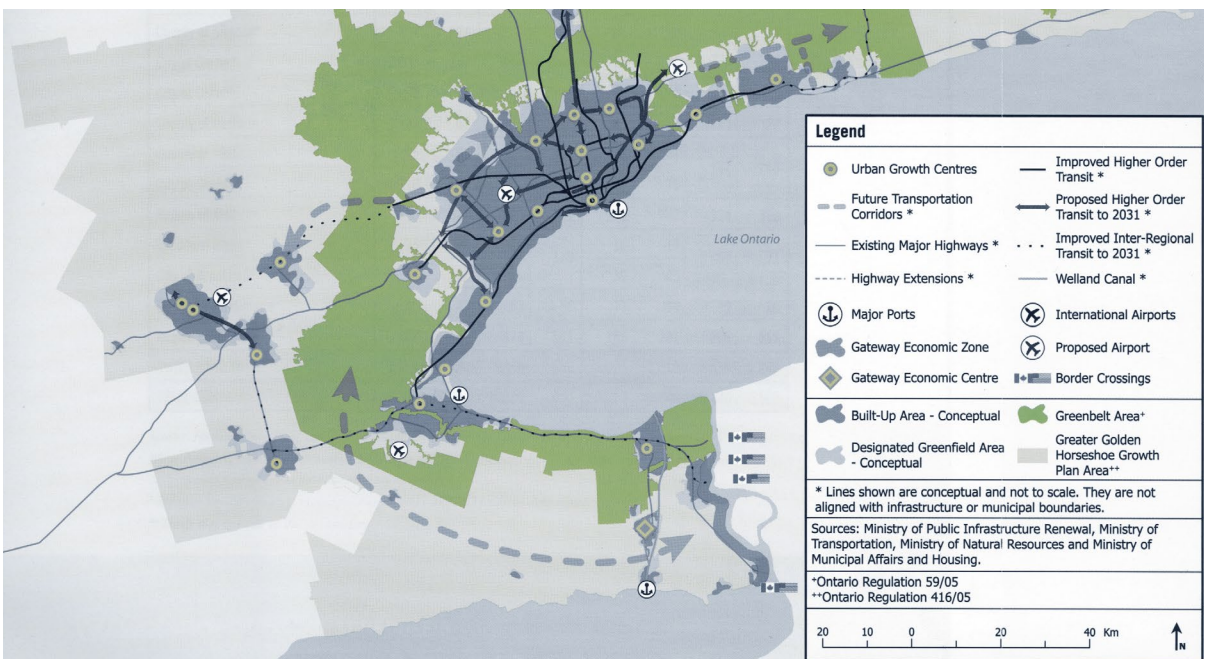 Lake Ontario
Legend
Urban Growth Centres
Improved Higher Order
Transit *
Future Transportation
Corridors *
Proposed Higher Order
Transit to 2031 *
Existing Major Highways *
Improved Inter-Regional
Transit to 2031 *
Highway Extensions *
Welland Canal *
Major Ports
International Airports
Gateway Economic Zone
Proposed Airport
Gateway Economic Centre
Border Crossings
Built-Up Area - Conceptual
Greenbelt Area+
Designated Greenfield Area
- Conceptual
Greater Golden
Horseshoe Growth
Plan Area++
* Lines shown are conceptual and not to scale. They are not
aligned with infrastructure or municipal boundaries.
Sources: Ministry of Public Infrastructure Renewal, Ministry of
Transportation, Ministry of Natural Resources and Ministry of
Municipal Affairs and Housing.
+Ontario Regulation 59/05
++Ontario Regulation 416/05
20 10 0 20 40 Km
N